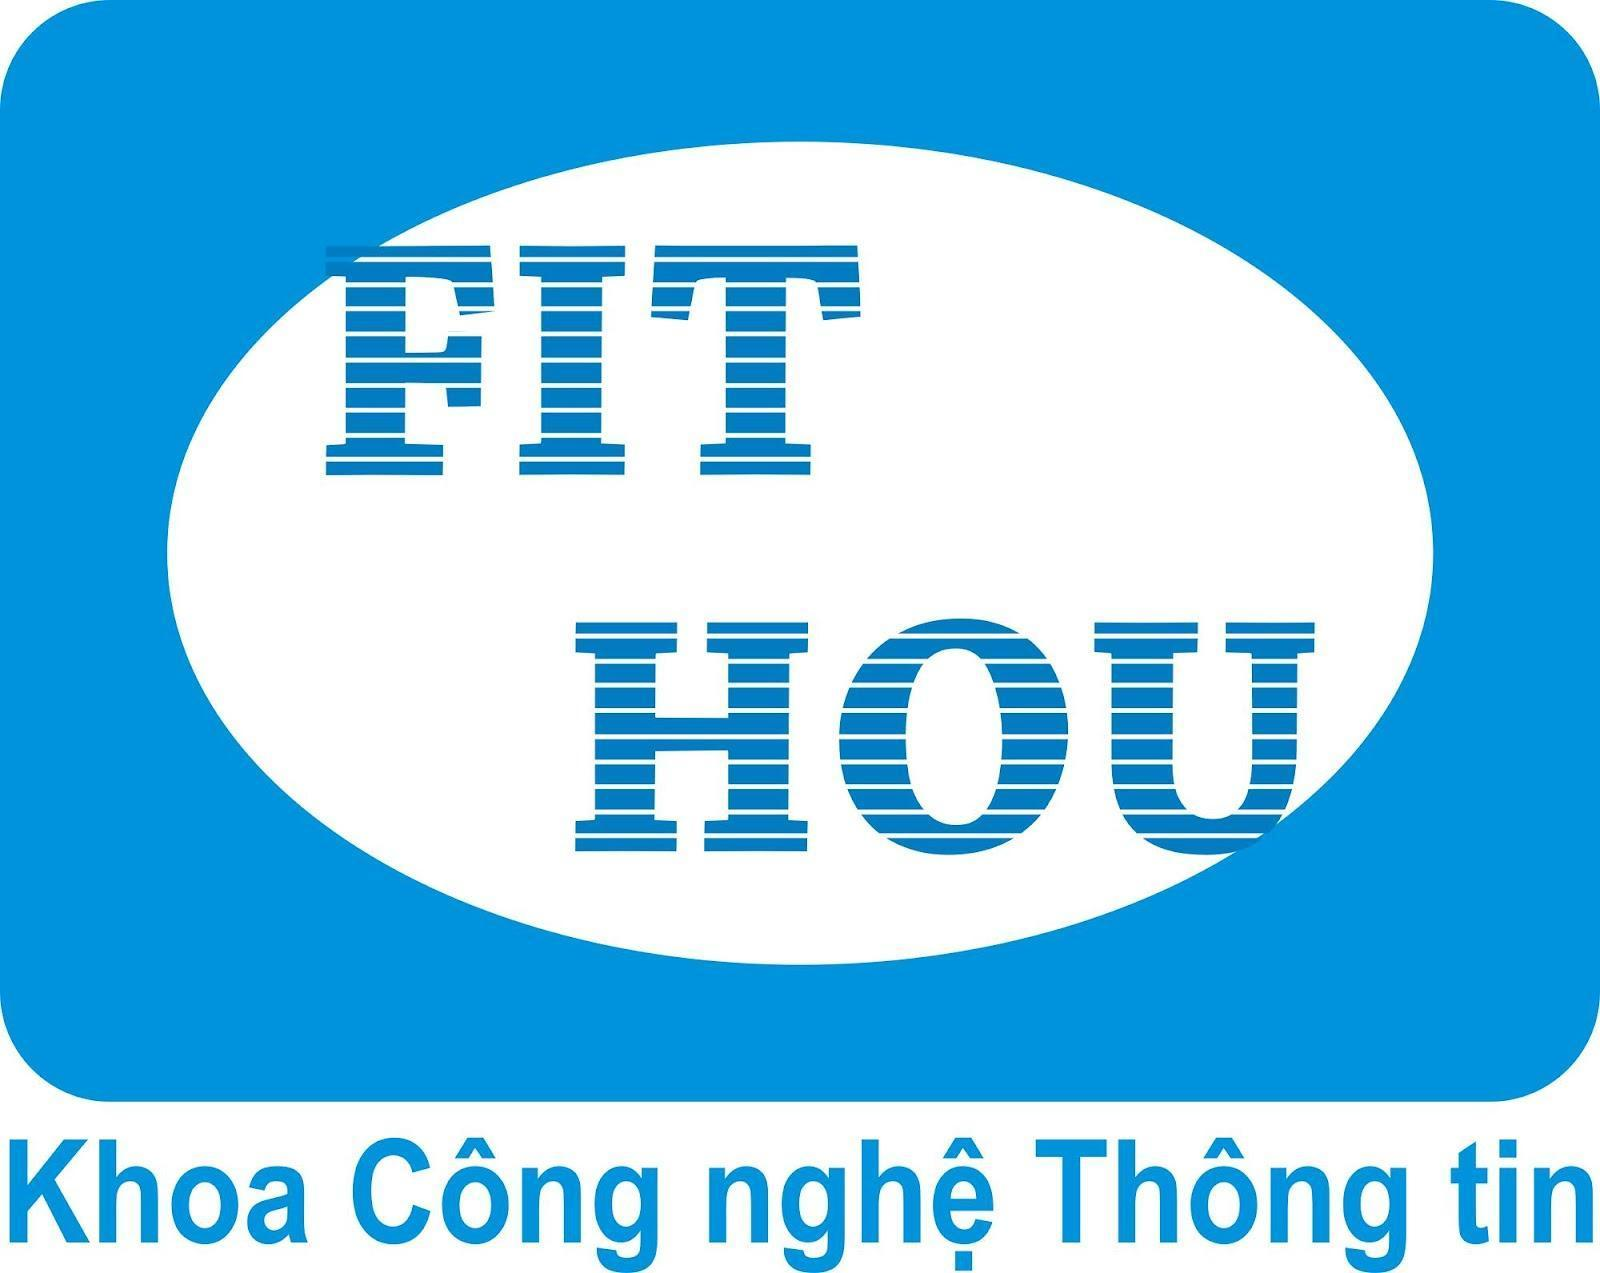 FIT
HOU
Khoa Công nghệ Thông tin